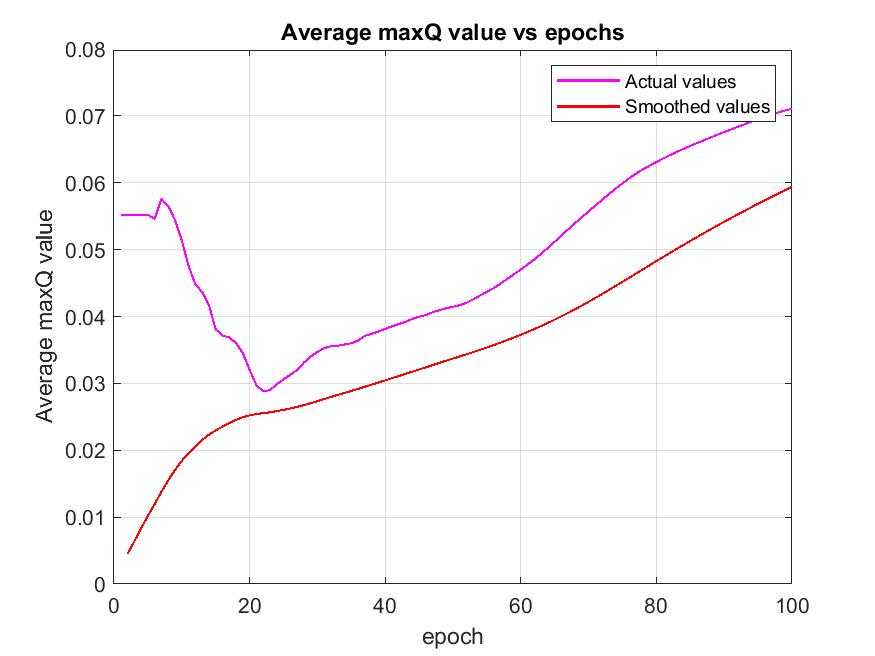 Average maxQ value vs epochs
Actual values
Smoothed values
Average maxQ value
0.08
0.07
0.06
0.05
0.04
0.03
0.02
0.01
0
0 20 40 60 80 100
epoch